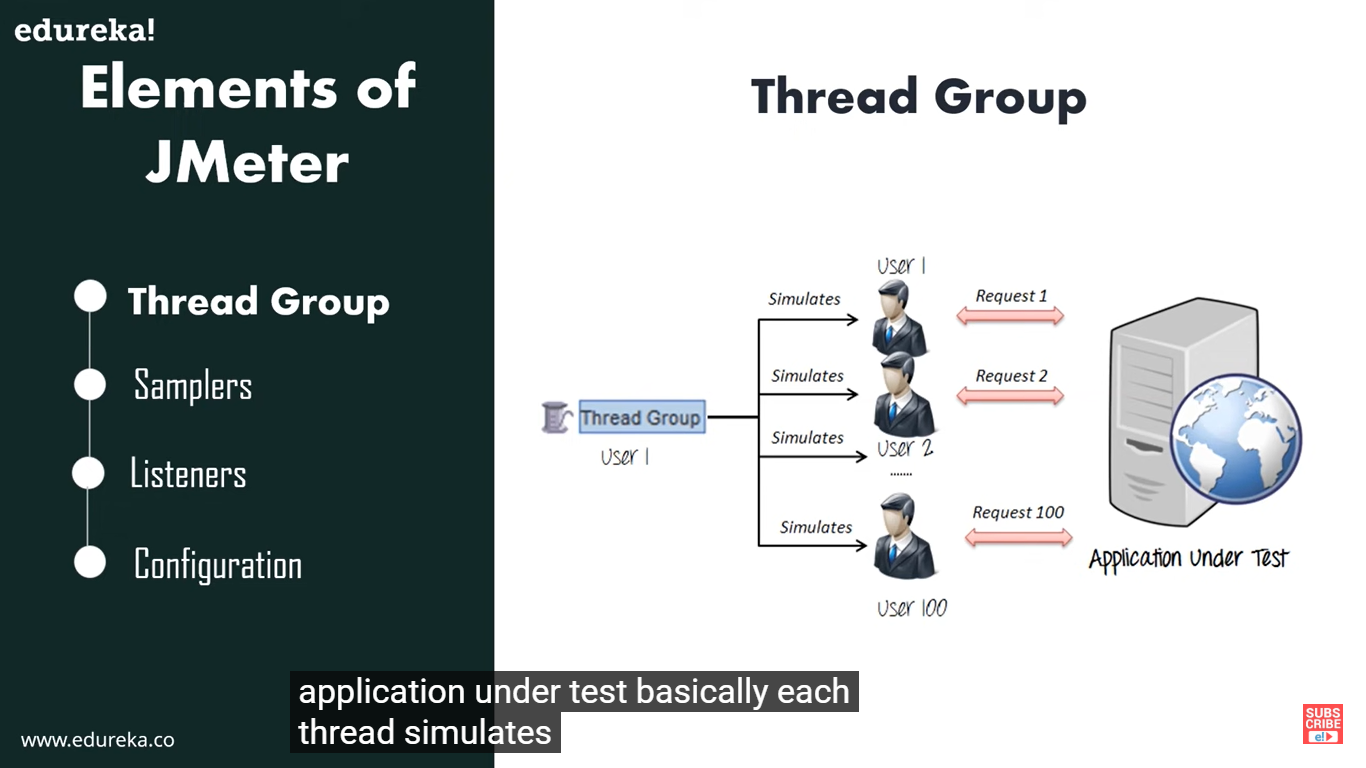 edureka!
Elements of
JMeter
Thread Group
Samplers
Listeners
Configuration
www.edureka.co
Thread Group
User 1
Simulates
Request 1
Simulates
Request 2
Thread Group
User 1
Simulates
User 2
.......
Simulates
Request 100
User 100
Application Under Test
application under test basically each
thread simulates
SUBS
CRIBE
e!